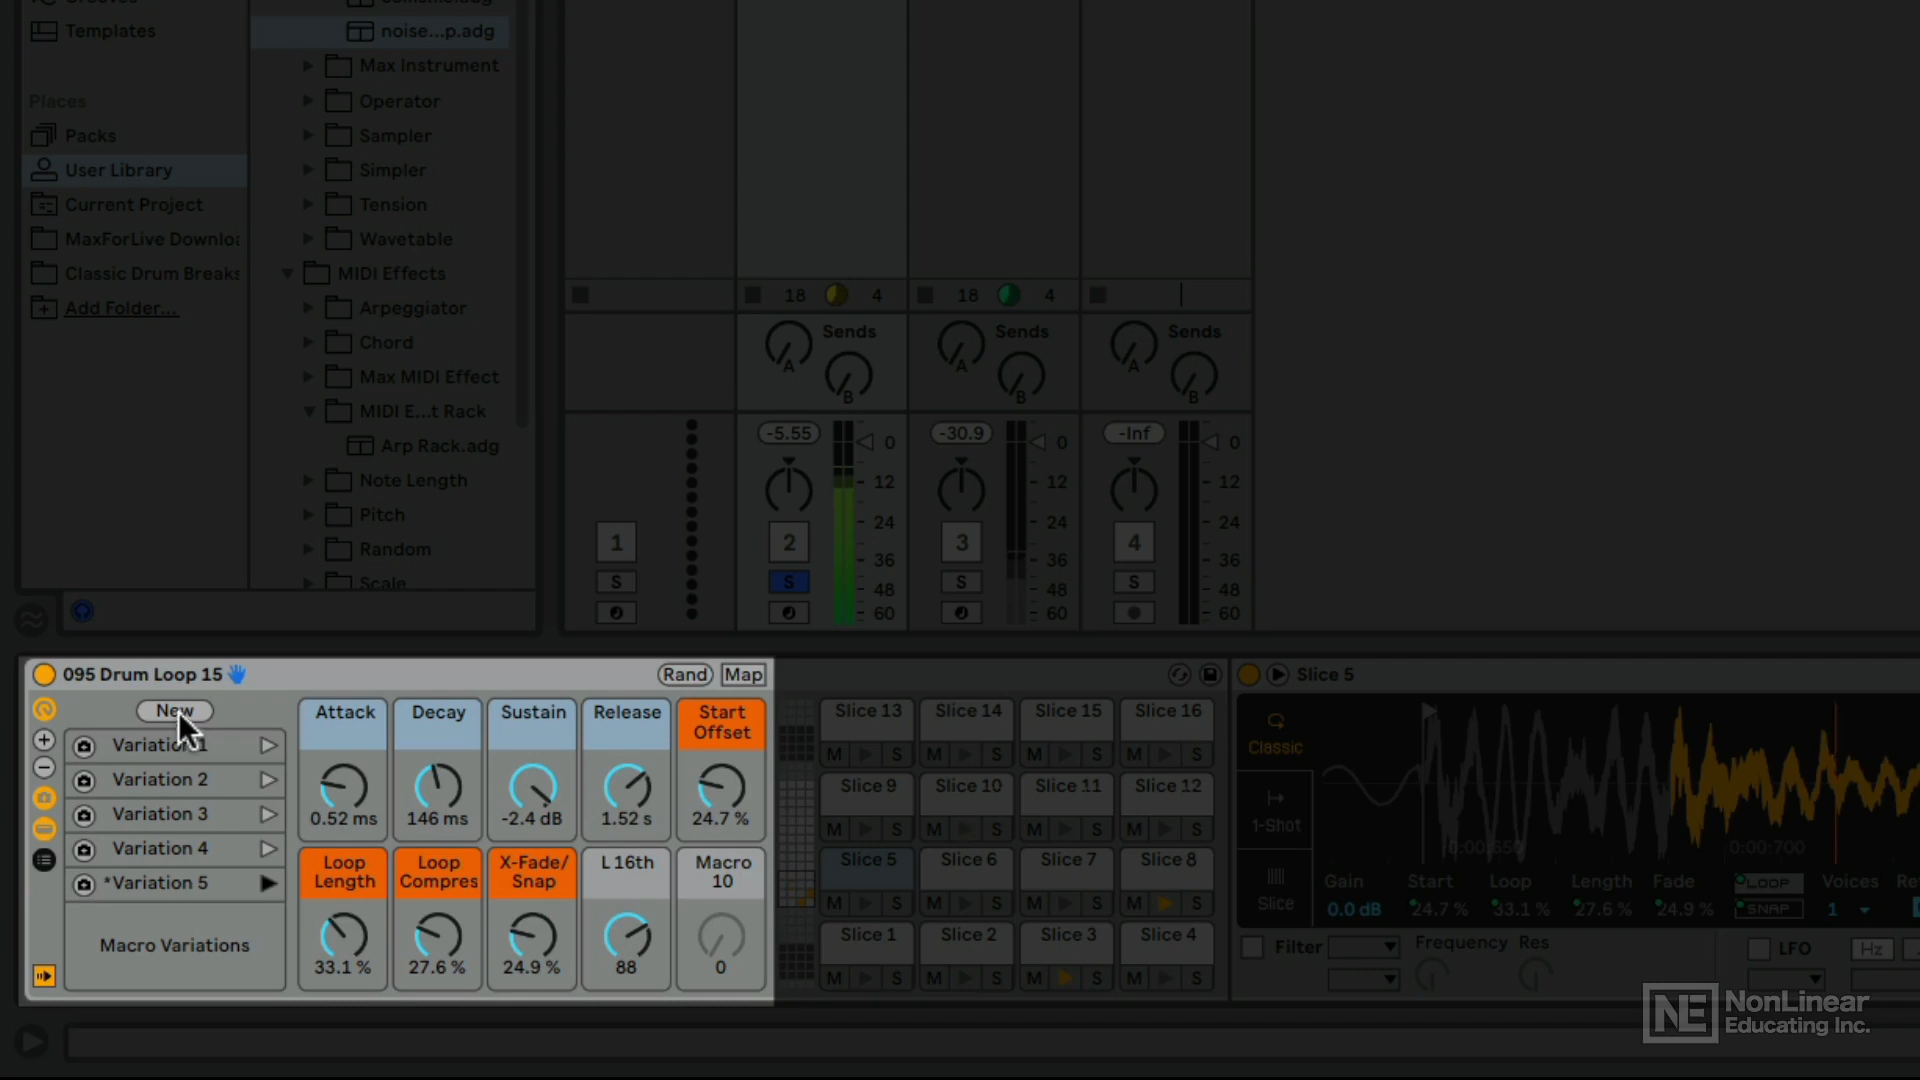 noise...p.adg
Templates
Max Instrument
Places
Operator
Packs
Sampler
User Library
Simpler
Current Project
Tension
MaxForLive Downloa
Wavetable
Classic Drum Breaks
MIDI Effects
Add Folder...
Arpeggiator
Chord
Max MIDI Effect
MIDI E...t Rack
Arp Rack.adg
Note Length
Pitch
Random
Scale
18 4 18 4
Sends Sends Sends
A A A
B B B
-5.55 0 -30.9 0 -Inf 0
12 12 12
24 24 24
1 2 3 4
36 36 36
S S S S
48 48 48
60 60 60
095 Drum Loop 15 Rand Map
New
Variation 1
Variation 2
Variation 3
Variation 4
*Variation 5
Macro Variations
Attack Decay Sustain Release Start Offset
0.52 ms 146 ms -2.4 dB 1.52 s 24.7 %
Loop Length Loop Compres X-Fade/ Snap L 16th Macro 10
33.1 % 27.6 % 24.9 % 88 0
Slice 13 Slice 14 Slice 15 Slice 16
M S M S M S M S
Slice 9 Slice 10 Slice 11 Slice 12
M S M S M S M S
Slice 5 Slice 6 Slice 7 Slice 8
M S M S M S M S
Slice 1 Slice 2 Slice 3 Slice 4
M S M S M S M S
Slice 5
Classic
1-Shot
Slice
0:00:650 0:00:700
Gain Start Loop Length Fade LOOP Voices
0.0 dB 24.7 % 33.1 % 27.6 % 24.9 % SNAP 1
Filter Frequency Res LFO Hz
NE NonLinear
Educating Inc.